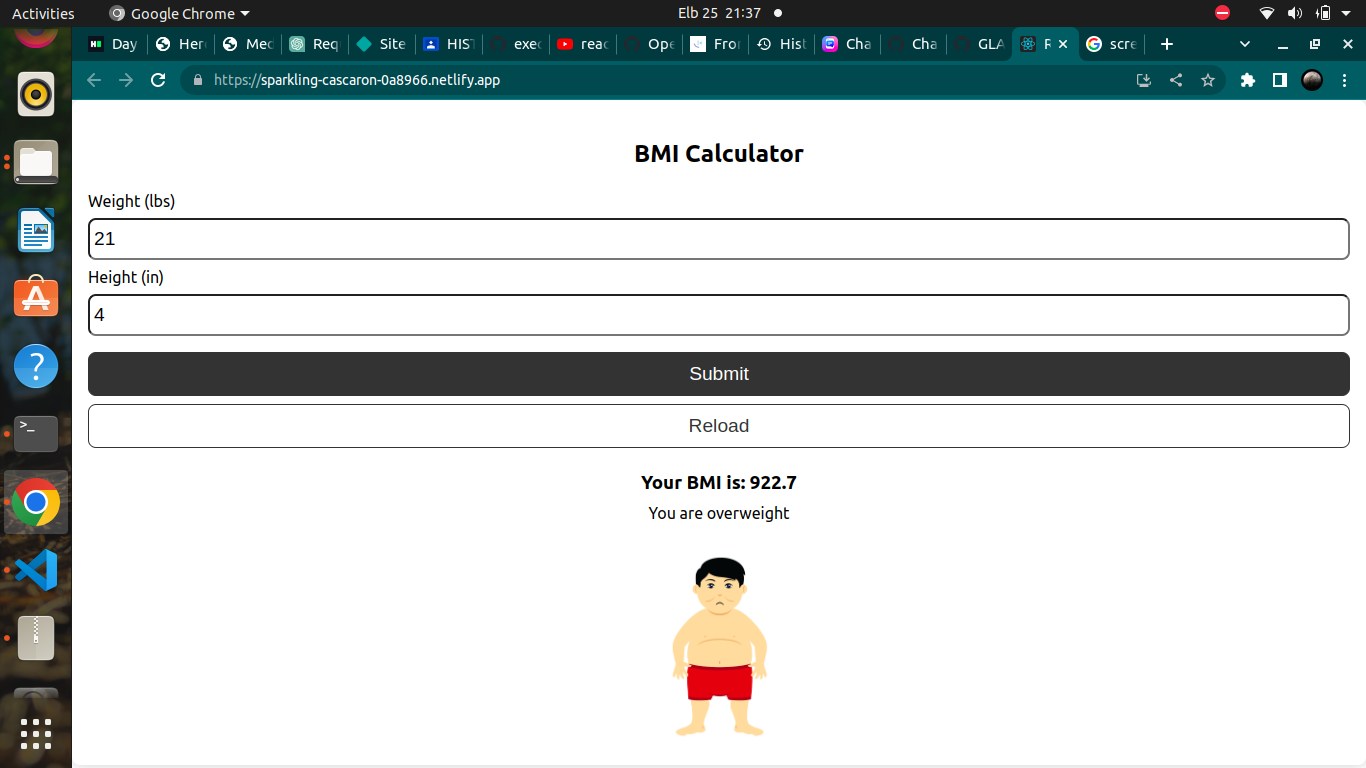 Activities Google Chrome Elb 25 21:37
Day Her Med Req Site HIST exec reac Ope Fror Hist Cha Cha GLA R scre
https://sparkling-cascaron-0a8966.netlify.app
BMI Calculator
Weight (lbs)
21
Height (in)
4
Submit
Reload
Your BMI is: 922.7
You are overweight